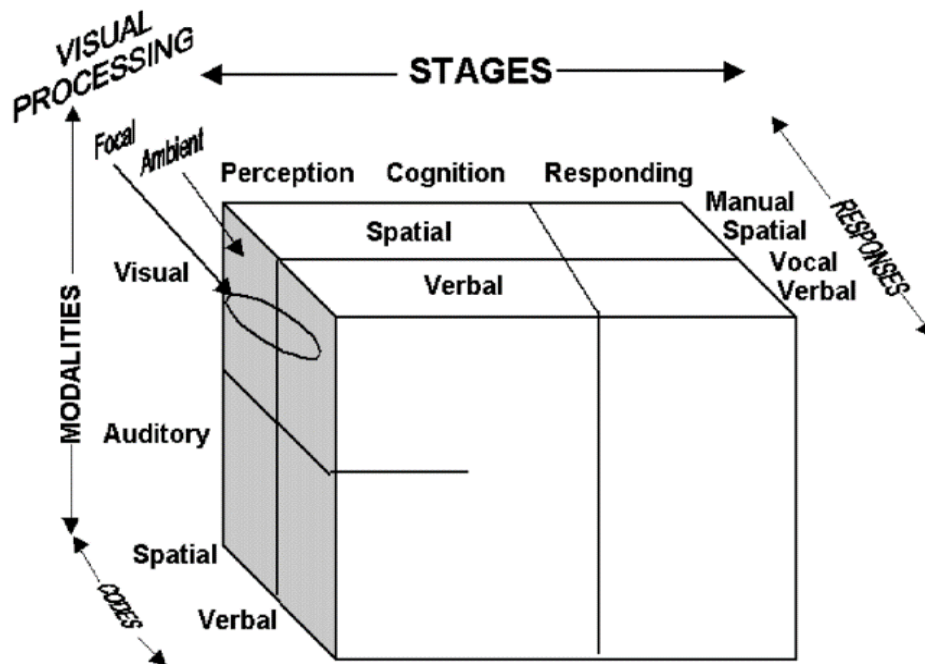 VISUAL
PROCESSING
STAGES
Focal
Ambient
Perception Cognition Responding
Manual
Spatial
Vocal
Verbal
RESPONSES
Spatial
Verbal
Visual
MODALITIES
Auditory
Spatial
Verbal
CODES